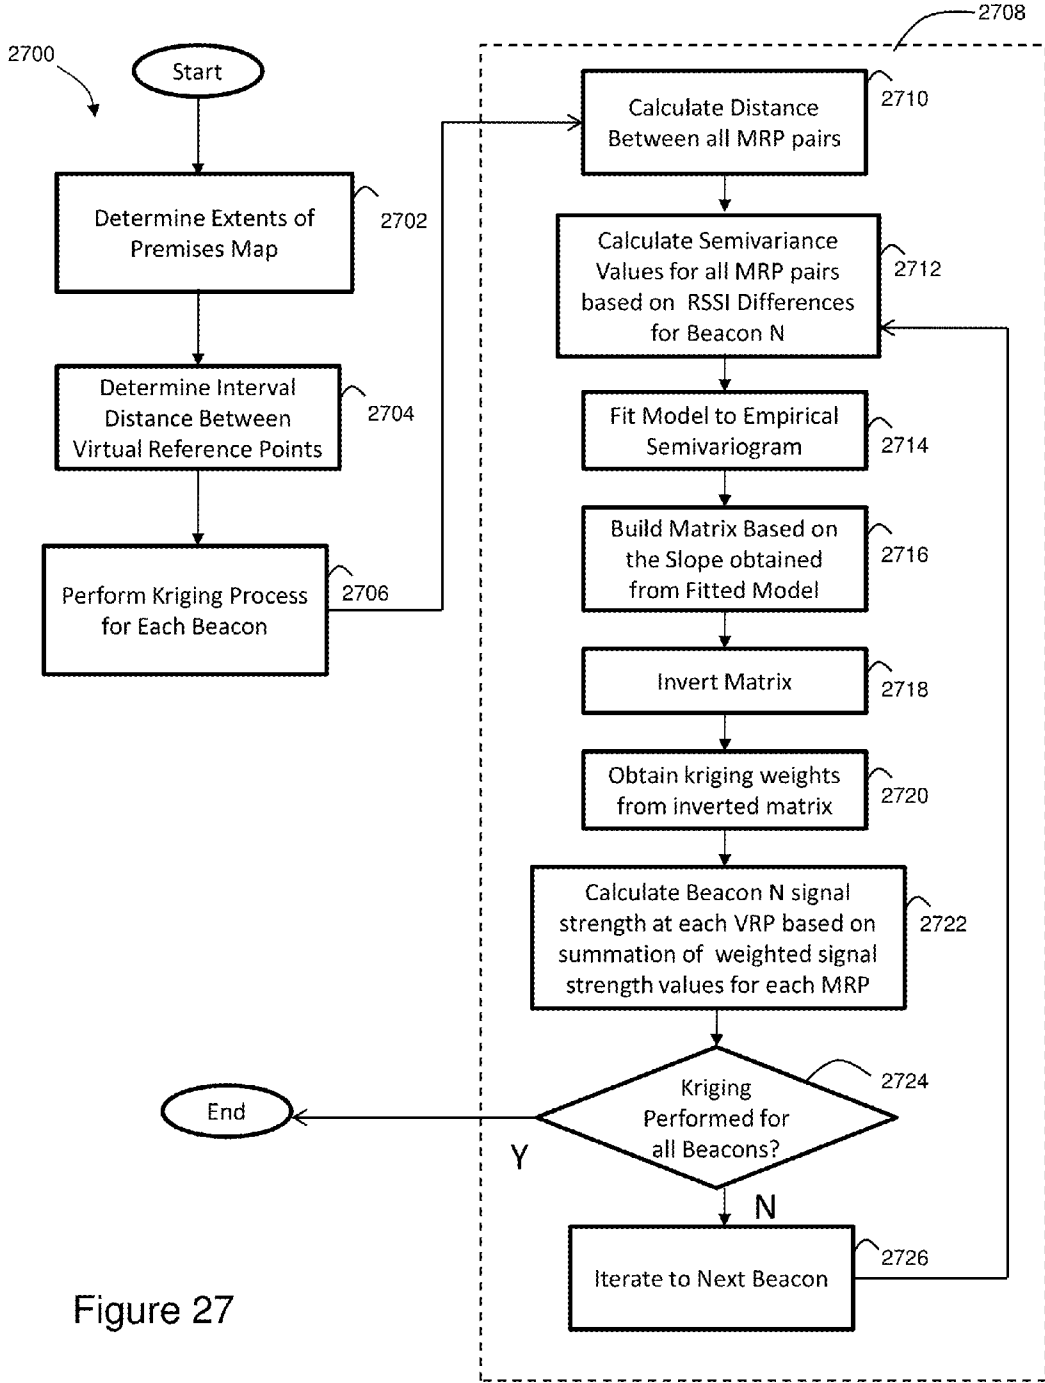 2700
Start
Determine Extents of
Premises Map
2702
Determine Interval
Distance Between
Virtual Reference Points
2704
Perform Kriging Process
for Each Beacon
2706
2708
Calculate Distance
Between all MRP pairs
2710
Calculate Semivariance
Values for all MRP pairs
based on RSSI Differences
for Beacon N
2712
Fit Model to Empirical
Semivariogram
2714
Build Matrix Based on
the Slope obtained
from Fitted Model
2716
Invert Matrix
2718
Obtain kriging weights
from inverted matrix
2720
Calculate Beacon N signal
strength at each VRP based on
summation of weighted signal
strength values for each MRP
2722
Kriging
Performed for
all Beacons?
2724
Y
End
N
Iterate to Next Beacon
2726
Figure 27